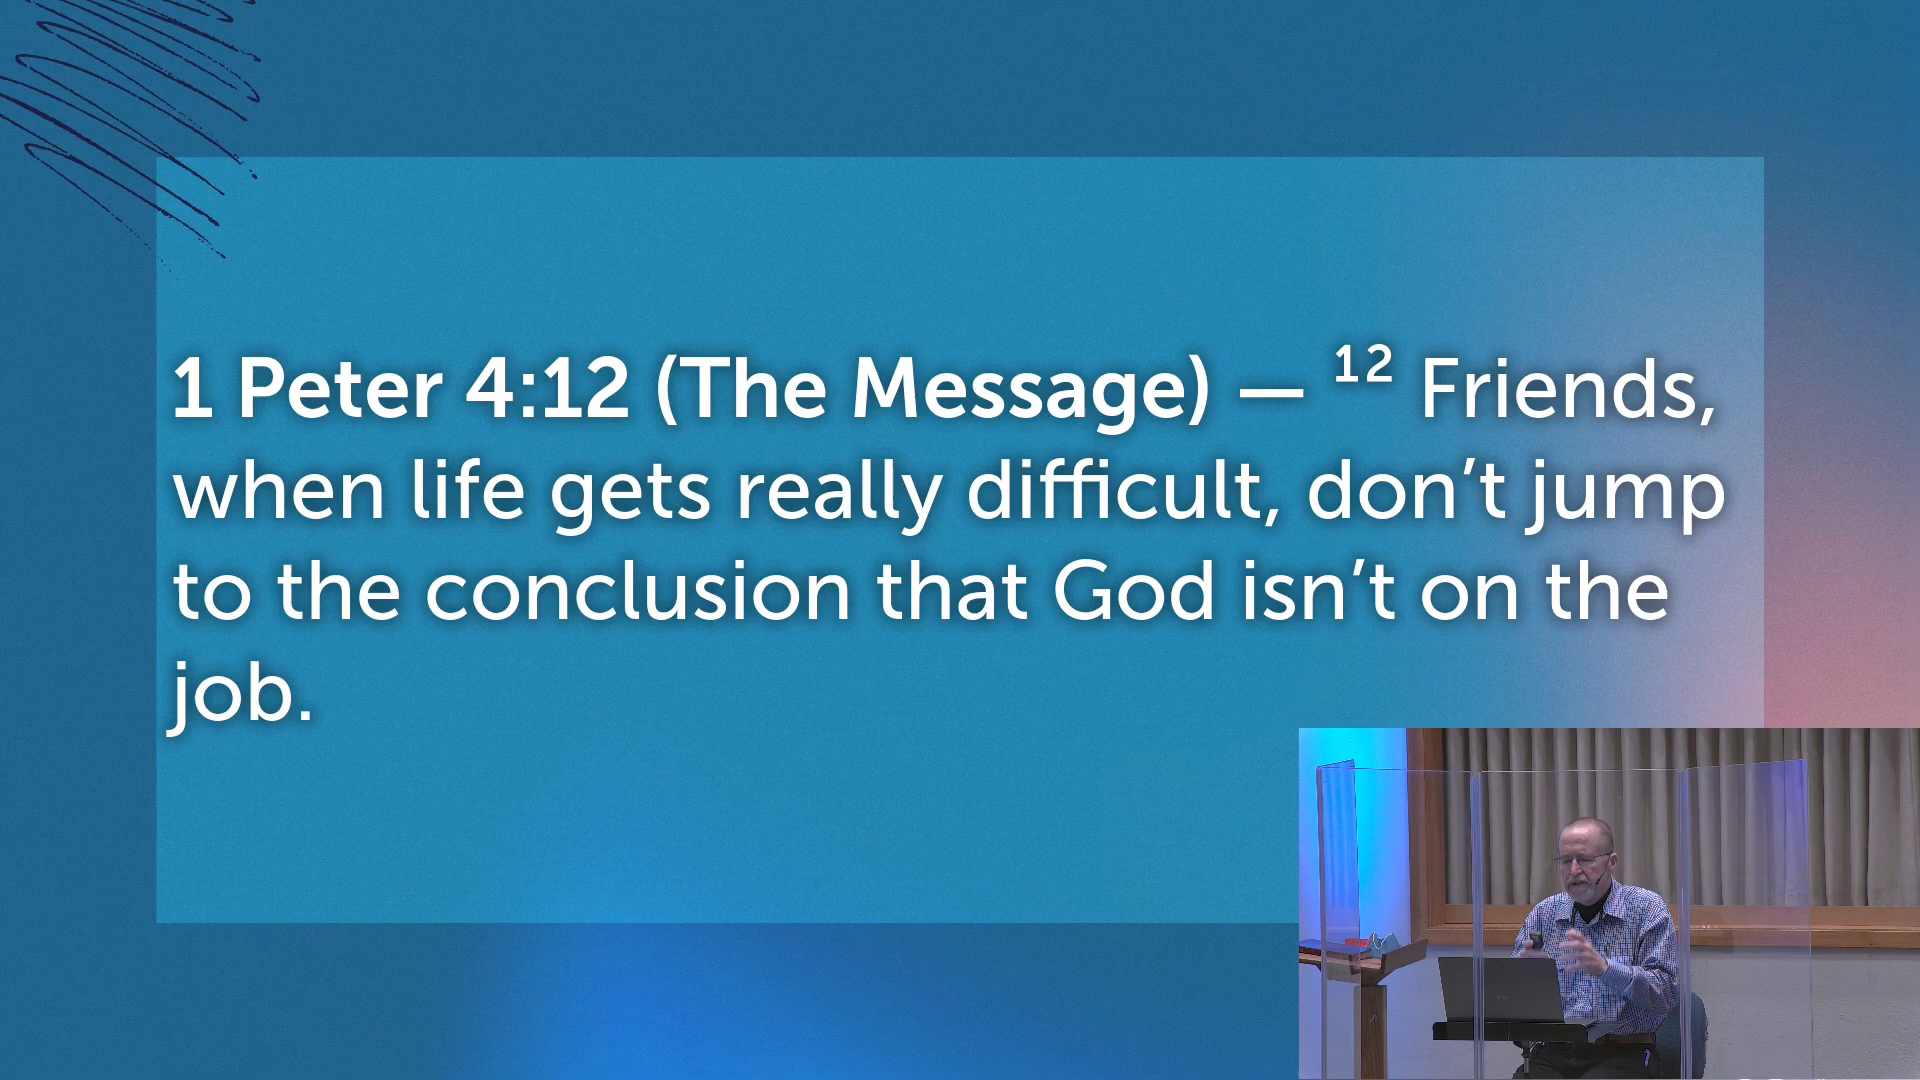 1 Peter 4:12 (The Message) — ¹² Friends,
when life gets really difficult, don’t jump
to the conclusion that God isn’t on the
job.